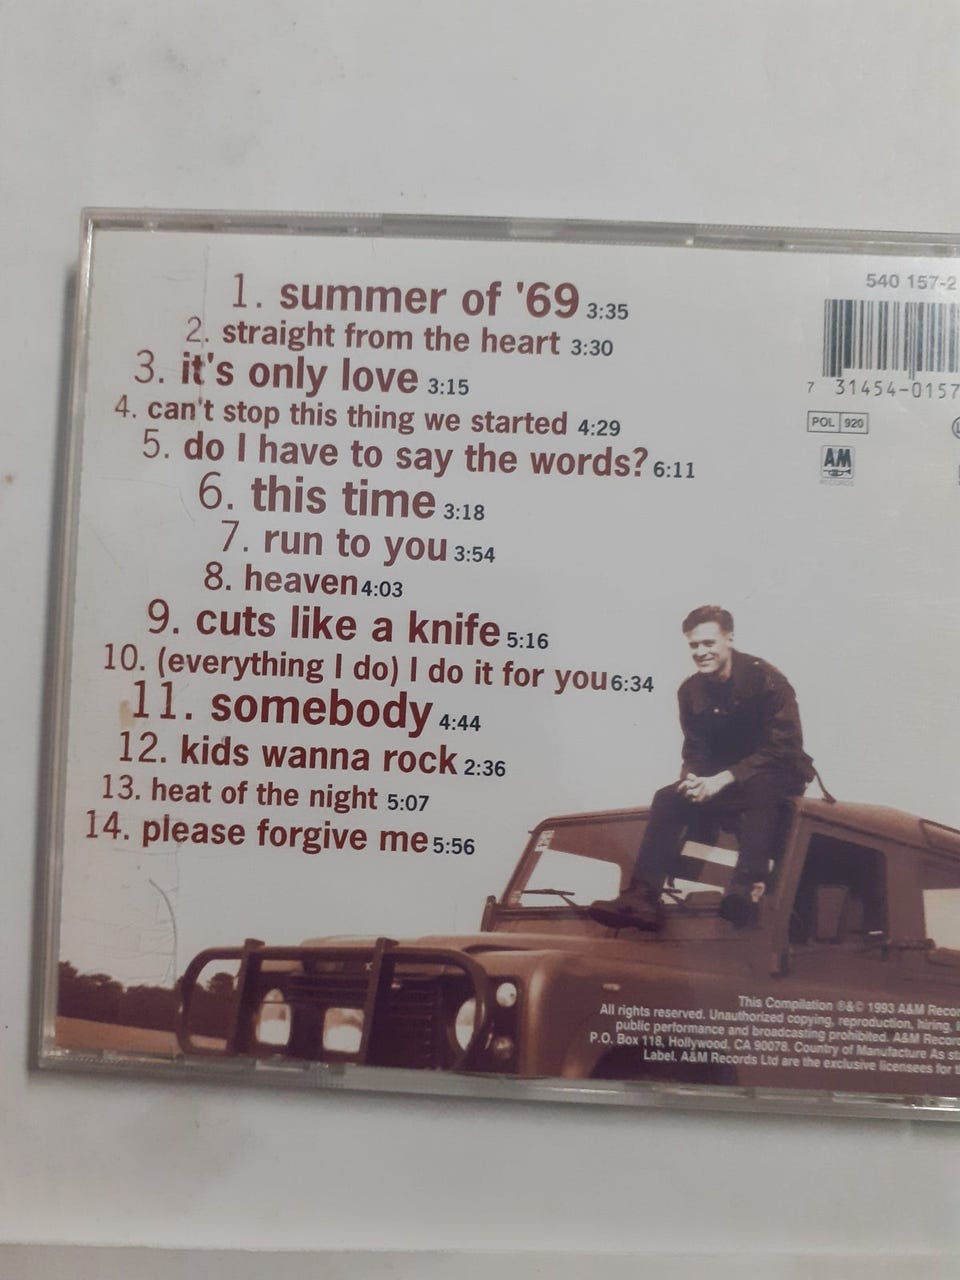 1. summer of '69 3:35
2. straight from the heart 3:30
3. it's only love 3:15
4. can't stop this thing we started 4:29
5. do I have to say the words? 6:11
6. this time 3:18
7. run to you 3:54
8. heaven 4:03
9. cuts like a knife 5:16
10. (everything I do) I do it for you 6:34
11. somebody 4:44
12. kids wanna rock 2:36
13. heat of the night 5:07
14. please forgive me 5:56
540 157-2
7 31454-0157
POL 920
AM
RECORDS
This Compilation ℗&© 1993 A&M Reco
All rights reserved. Unauthorized copying, reproduction, hiring,
public performance and broadcasting prohibited. A&M Recor
P.O. Box 118, Hollywood, CA 90078. Country of Manufacture As st
Label. A&M Records Ltd are the exclusive licensees for